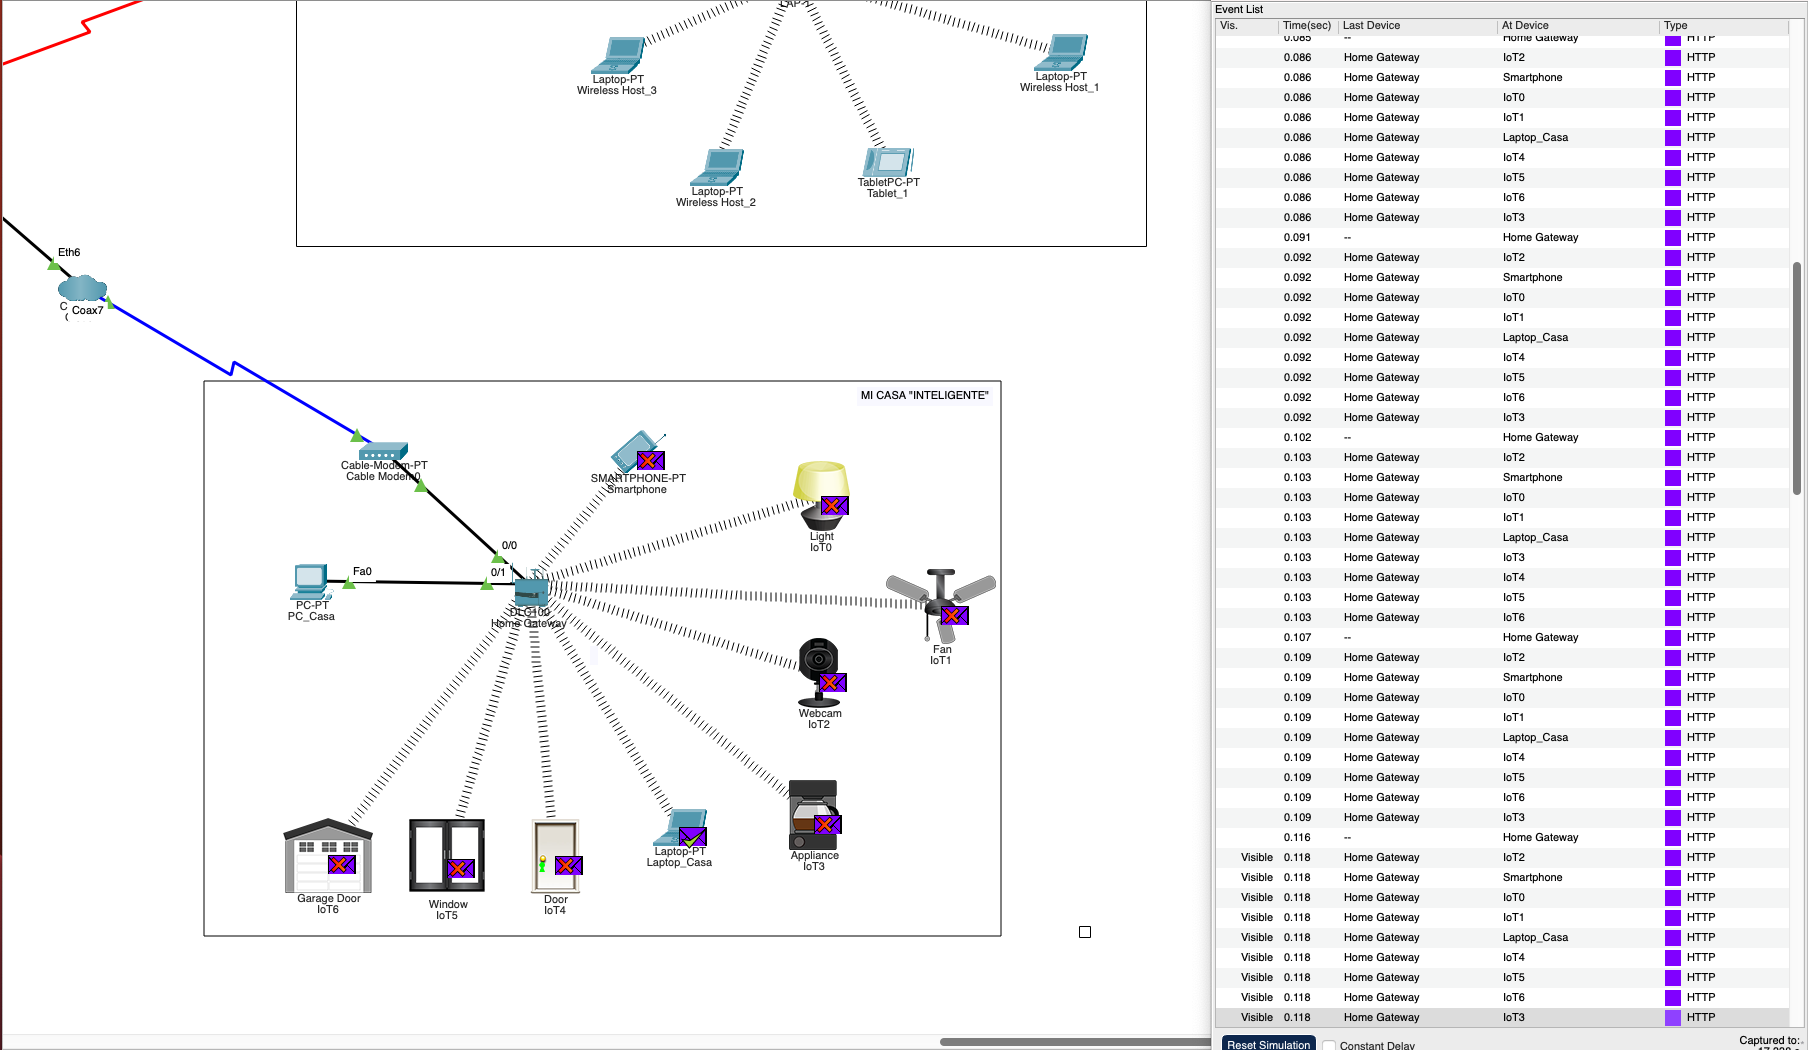 LAP-1
Laptop-PT
Wireless Host_3
Laptop-PT
Wireless Host_1
Laptop-PT
Wireless Host_2
TabletPC-PT
Tablet_1
Eth6
C
Coax7
MI CASA "INTELIGENTE"
Cable-Modem-PT
Cable Modem0
SMARTPHONE-PT
Smartphone
Light
IoT0
0/0
0/1
Fa0
PC-PT
PC_Casa
DLC100
Home Gateway
Fan
IoT1
Webcam
IoT2
Laptop-PT
Laptop_Casa
Appliance
IoT3
Garage Door
IoT6
Window
IoT5
Door
IoT4
Event List
Vis. Time(sec) Last Device At Device Type
0.085 -- Home Gateway HTTP
0.086 Home Gateway IoT2 HTTP
0.086 Home Gateway Smartphone HTTP
0.086 Home Gateway IoT0 HTTP
0.086 Home Gateway IoT1 HTTP
0.086 Home Gateway Laptop_Casa HTTP
0.086 Home Gateway IoT4 HTTP
0.086 Home Gateway IoT5 HTTP
0.086 Home Gateway IoT6 HTTP
0.086 Home Gateway IoT3 HTTP
0.091 -- Home Gateway HTTP
0.092 Home Gateway IoT2 HTTP
0.092 Home Gateway Smartphone HTTP
0.092 Home Gateway IoT0 HTTP
0.092 Home Gateway IoT1 HTTP
0.092 Home Gateway Laptop_Casa HTTP
0.092 Home Gateway IoT4 HTTP
0.092 Home Gateway IoT5 HTTP
0.092 Home Gateway IoT6 HTTP
0.092 Home Gateway IoT3 HTTP
0.102 -- Home Gateway HTTP
0.103 Home Gateway IoT2 HTTP
0.103 Home Gateway Smartphone HTTP
0.103 Home Gateway IoT0 HTTP
0.103 Home Gateway IoT1 HTTP
0.103 Home Gateway Laptop_Casa HTTP
0.103 Home Gateway IoT3 HTTP
0.103 Home Gateway IoT4 HTTP
0.103 Home Gateway IoT5 HTTP
0.103 Home Gateway IoT6 HTTP
0.107 -- Home Gateway HTTP
0.109 Home Gateway IoT2 HTTP
0.109 Home Gateway Smartphone HTTP
0.109 Home Gateway IoT0 HTTP
0.109 Home Gateway IoT1 HTTP
0.109 Home Gateway Laptop_Casa HTTP
0.109 Home Gateway IoT4 HTTP
0.109 Home Gateway IoT5 HTTP
0.109 Home Gateway IoT6 HTTP
0.109 Home Gateway IoT3 HTTP
0.116 -- Home Gateway HTTP
Visible 0.118 Home Gateway IoT2 HTTP
Visible 0.118 Home Gateway Smartphone HTTP
Visible 0.118 Home Gateway IoT0 HTTP
Visible 0.118 Home Gateway IoT1 HTTP
Visible 0.118 Home Gateway Laptop_Casa HTTP
Visible 0.118 Home Gateway IoT4 HTTP
Visible 0.118 Home Gateway IoT5 HTTP
Visible 0.118 Home Gateway IoT6 HTTP
Visible 0.118 Home Gateway IoT3 HTTP
Reset Simulation Constant Delay Captured to: